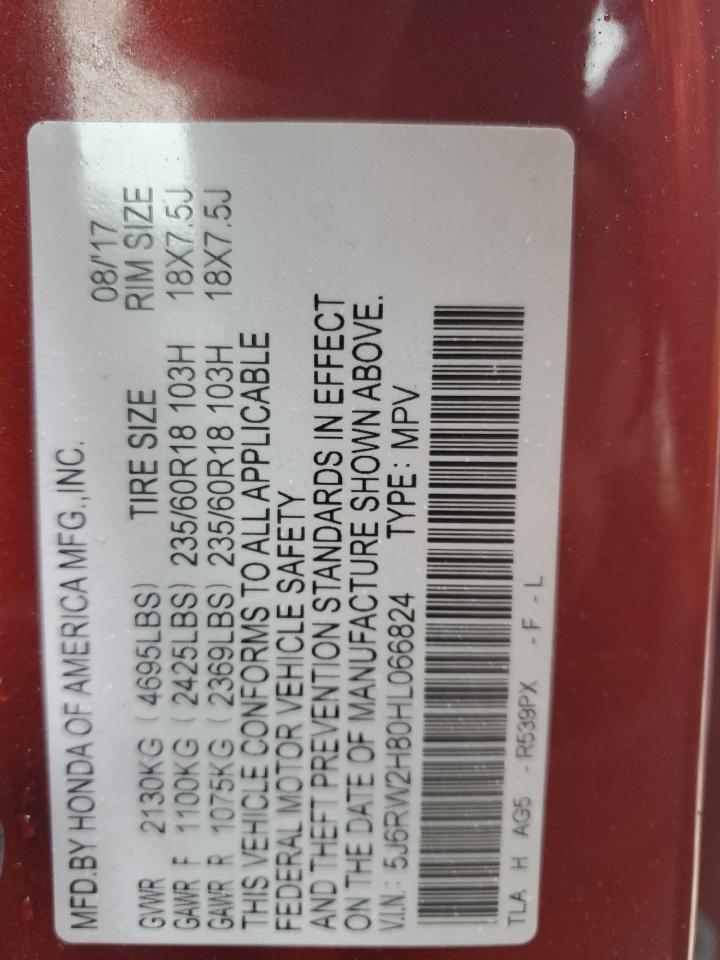 MFD.BY HONDA OF AMERICA MFG.,INC. 08/'17
GVWR 2130KG (4695LBS) TIRE SIZE RIM SIZE
GAWR F 1100KG (2425LBS) 235/60R18 103H 18X7.5J
GAWR R 1075KG (2369LBS) 235/60R18 103H 18X7.5J
THIS VEHICLE CONFORMS TO ALL APPLICABLE
FEDERAL MOTOR VEHICLE SAFETY
AND THEFT PREVENTION STANDARDS IN EFFECT
ON THE DATE OF MANUFACTURE SHOWN ABOVE.
V.I.N.: 5J6RW2H80HL066824 TYPE: MPV
TLA H AG5 - R539PX - F - L